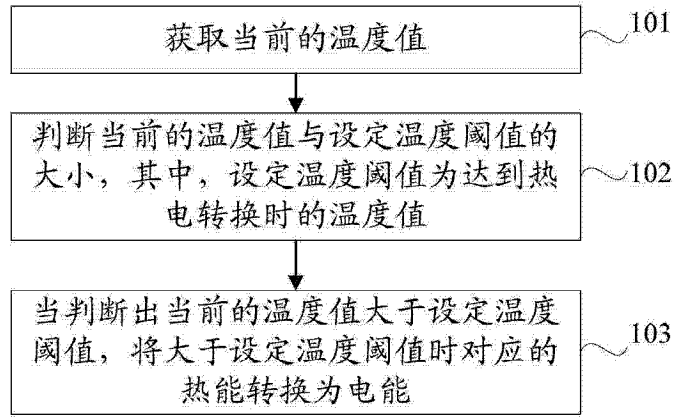 获取当前的温度值
101
判断当前的温度值与设定温度阈值的
大小，其中，设定温度阈值为达到热
电转换时的温度值
102
当判断出当前的温度值大于设定温度
阈值，将大于设定温度阈值时对应的
热能转换为电能
103